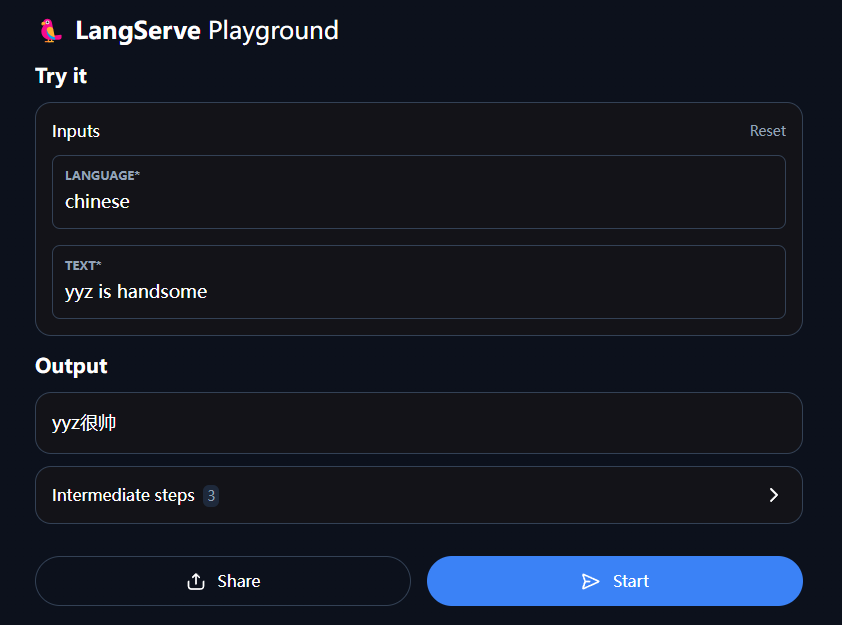 LangServe Playground
Try it
Inputs
Reset
LANGUAGE*
chinese
TEXT*
yyz is handsome
Output
yyz很帅
Intermediate steps 3
Share
Start